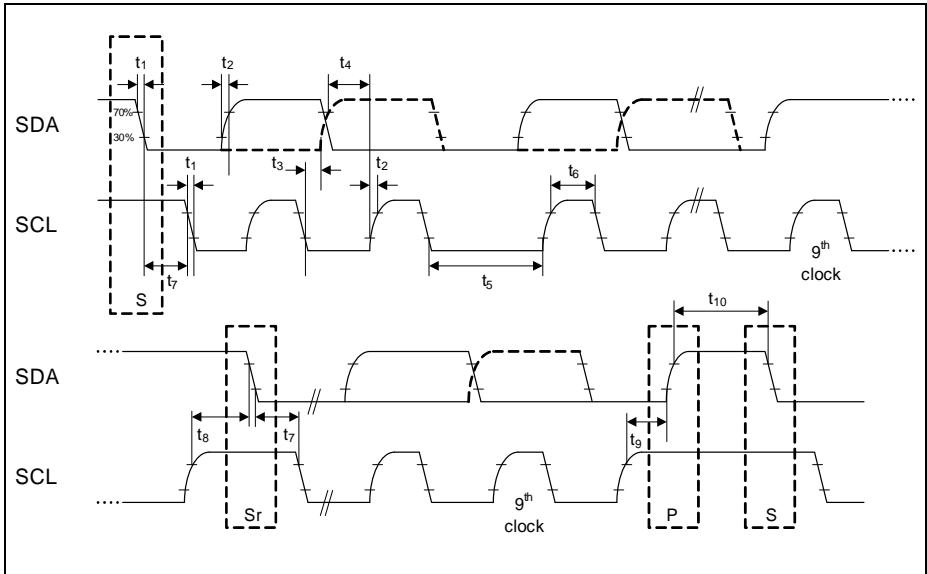 t1 t2 t4
SDA 70%
30%
t1 t3 t2 t6
SCL
t7 t5 9th
clock
S
t10
SDA
t8 t7 t9
SCL
9th
clock
Sr P S